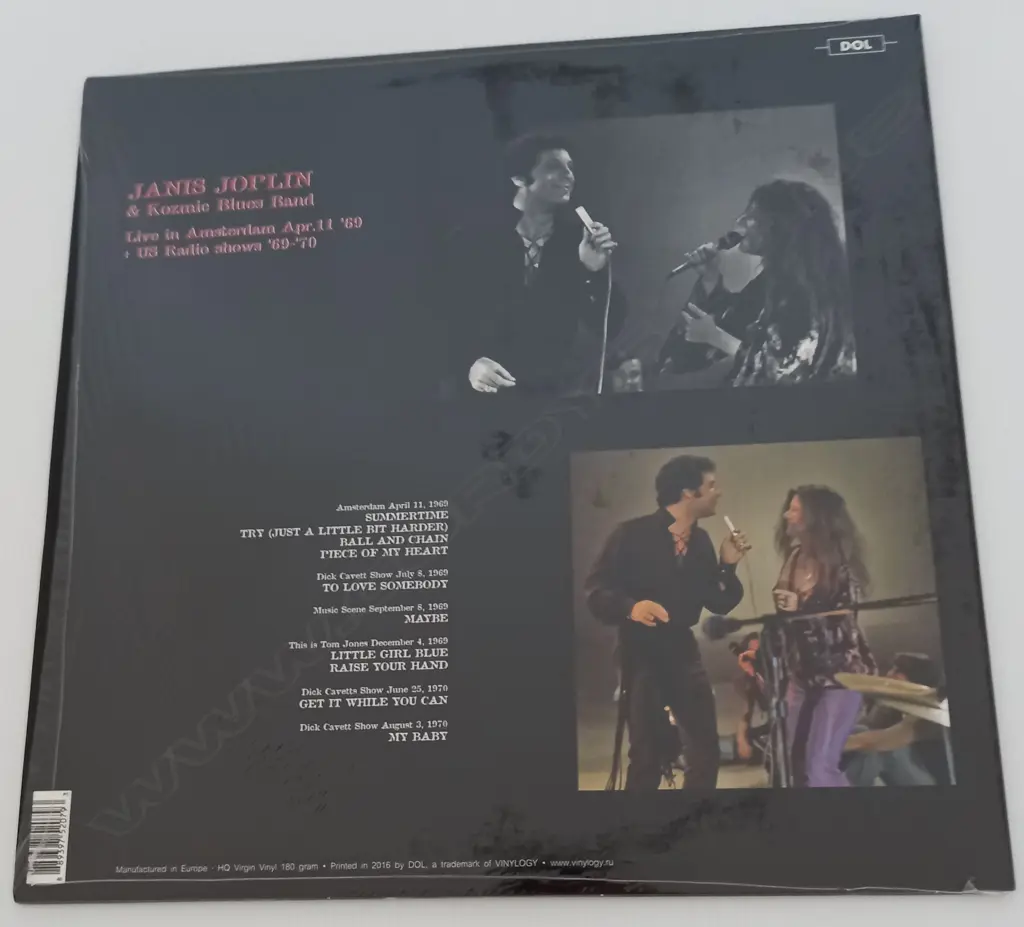 DOL
JANIS JOPLIN
& Kozmic Blues Band
Live in Amsterdam Apr.11 '69
+ US Radio shows '69-'70
Amsterdam April 11, 1969
SUMMERTIME
TRY (JUST A LITTLE BIT HARDER)
BALL AND CHAIN
PIECE OF MY HEART
Dick Cavett Show July 8, 1969
TO LOVE SOMEBODY
Music Scene September 8, 1969
MAYBE
This is Tom Jones December 4, 1969
LITTLE GIRL BLUE
RAISE YOUR HAND
Dick Cavetts Show June 25, 1970
GET IT WHILE YOU CAN
Dick Cavett Show August 3, 1970
MY BABY
Manufactured in Europe · HQ Virgin Vinyl 180 gram • Printed in 2016 by DOL, a trademark of VINYLOGY • www.vinylogy.ru